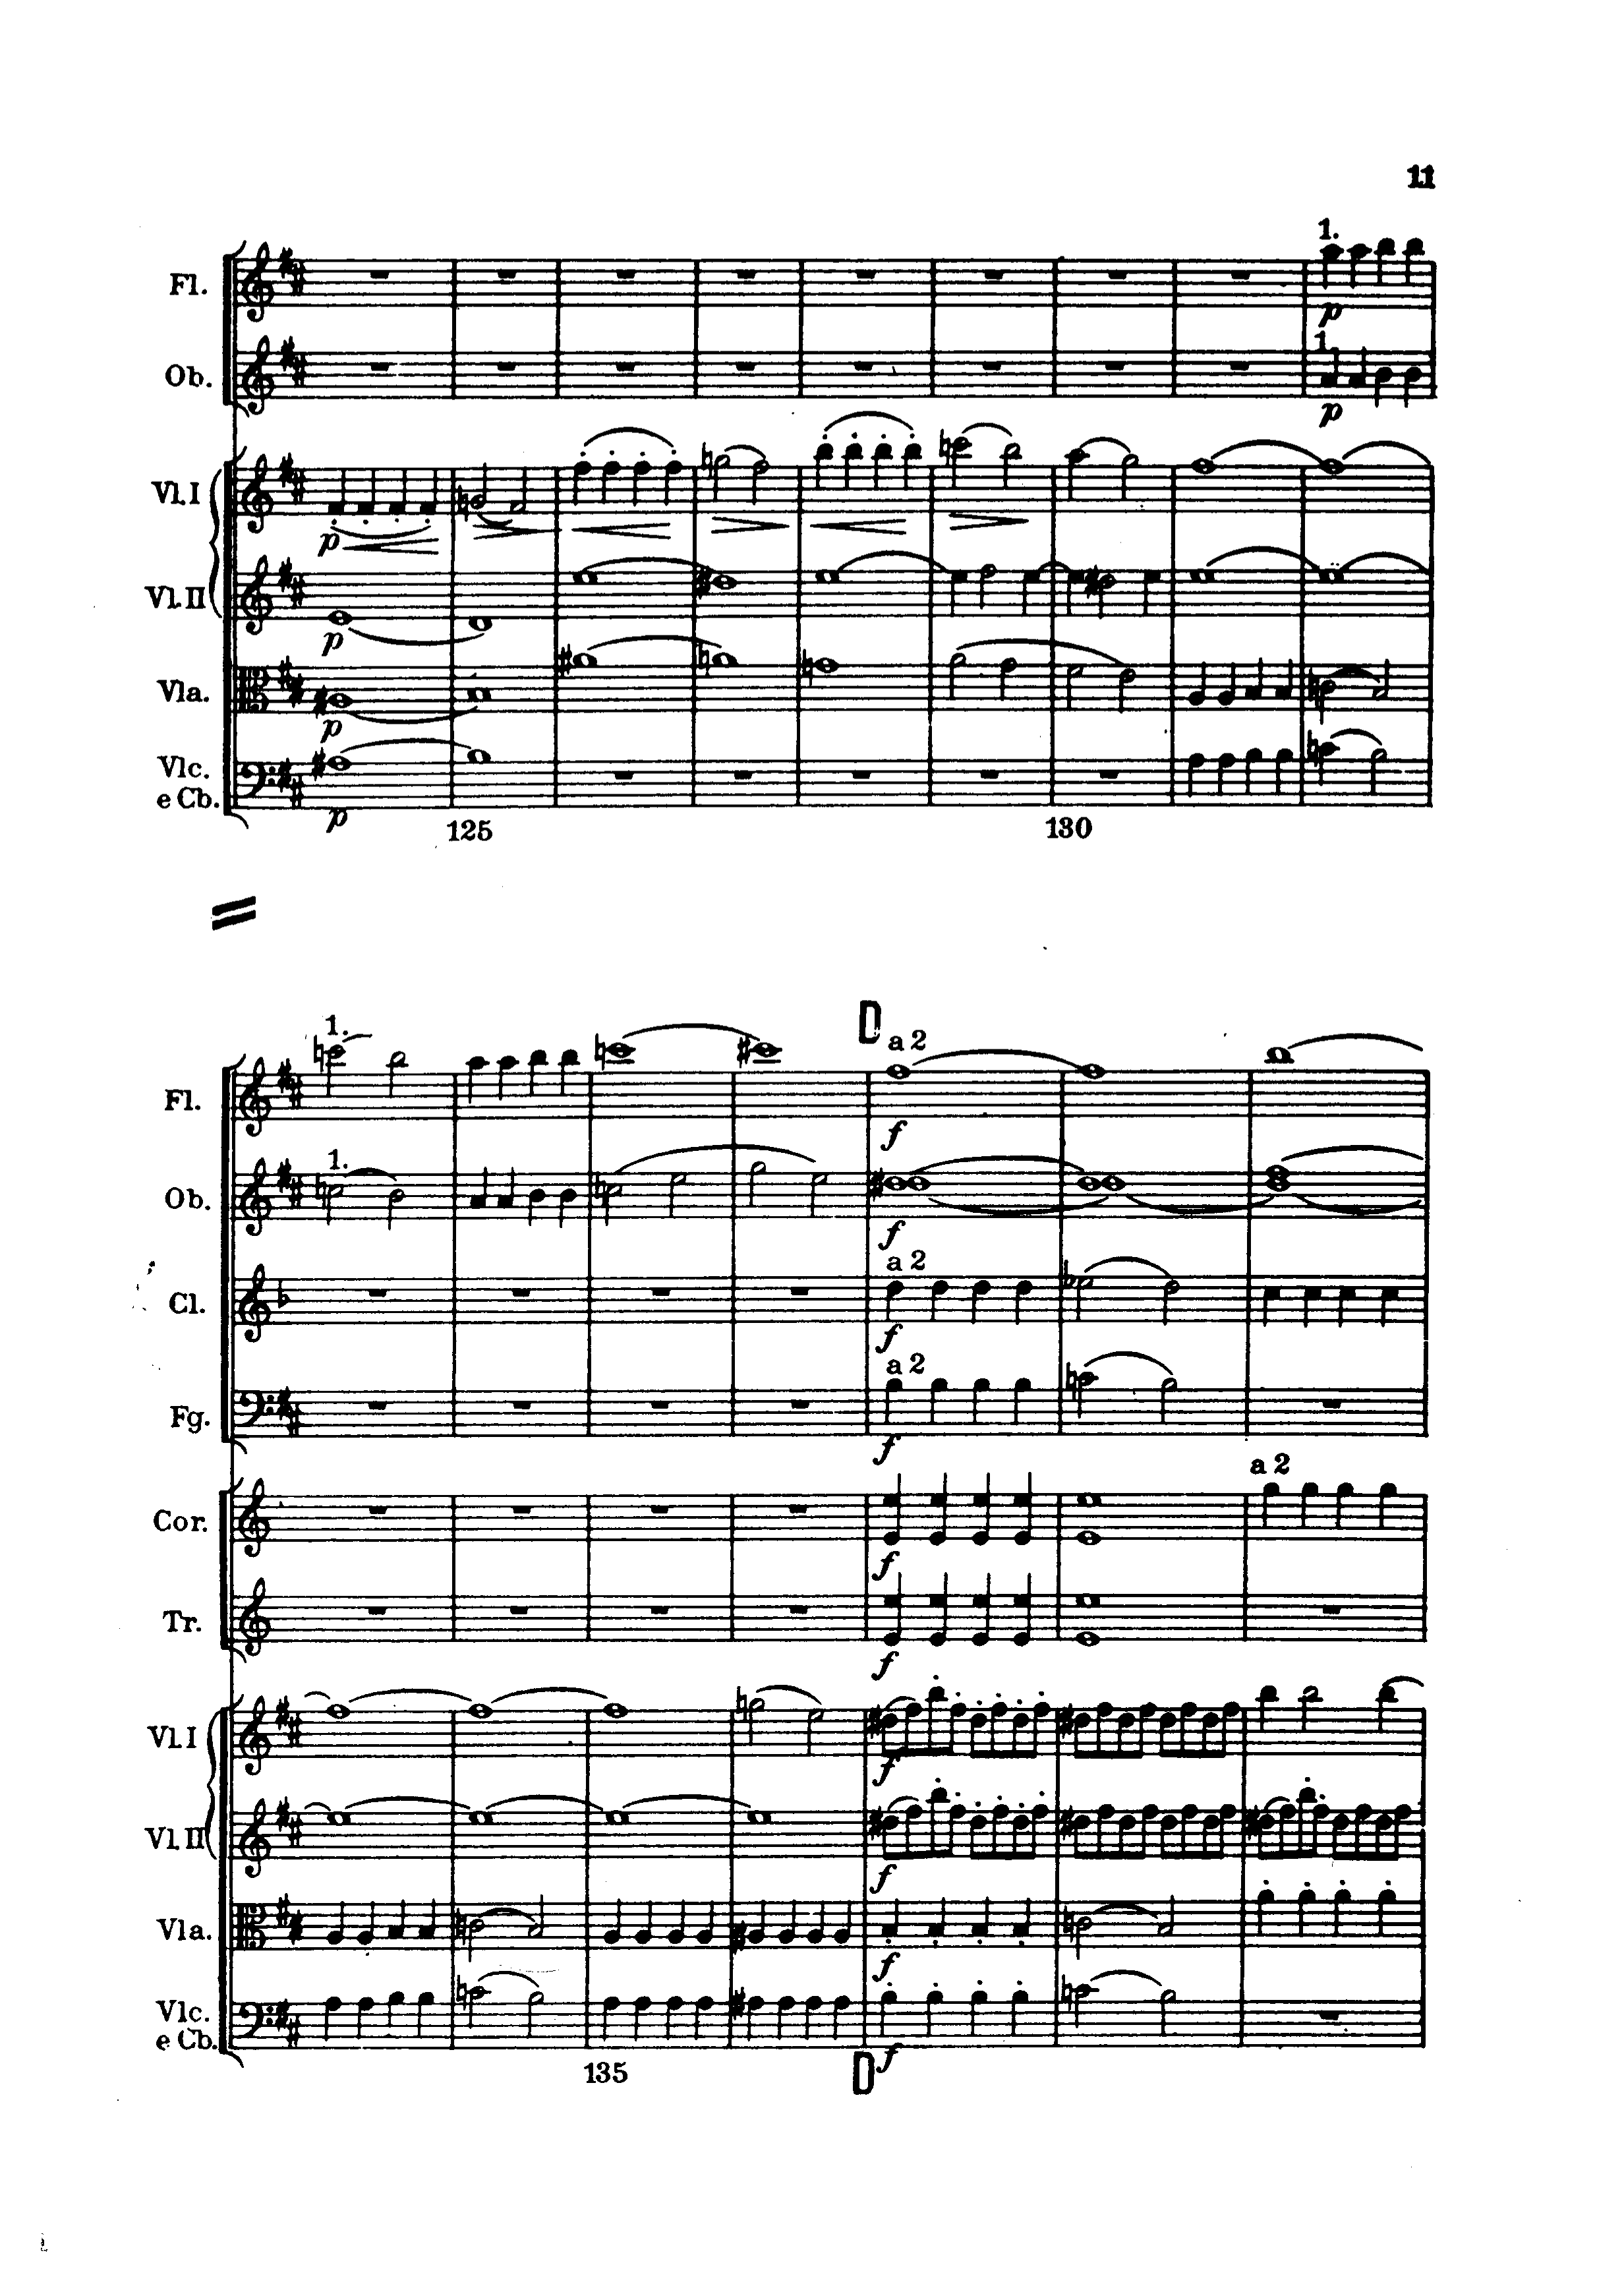 11
1.
Fl.
p
1.
Ob.
p
Vl. I
p
Vl. II
p
Vla.
p
Vlc.
e Cb.
p
125
130
D
1.
a 2
Fl.
f
1.
Ob.
f
a 2
Cl.
f
a 2
Fg.
f
a 2
Cor.
f
Tr.
f
Vl. I
f
Vl. II
f
Vla.
f
Vlc.
e Cb.
f
135
D